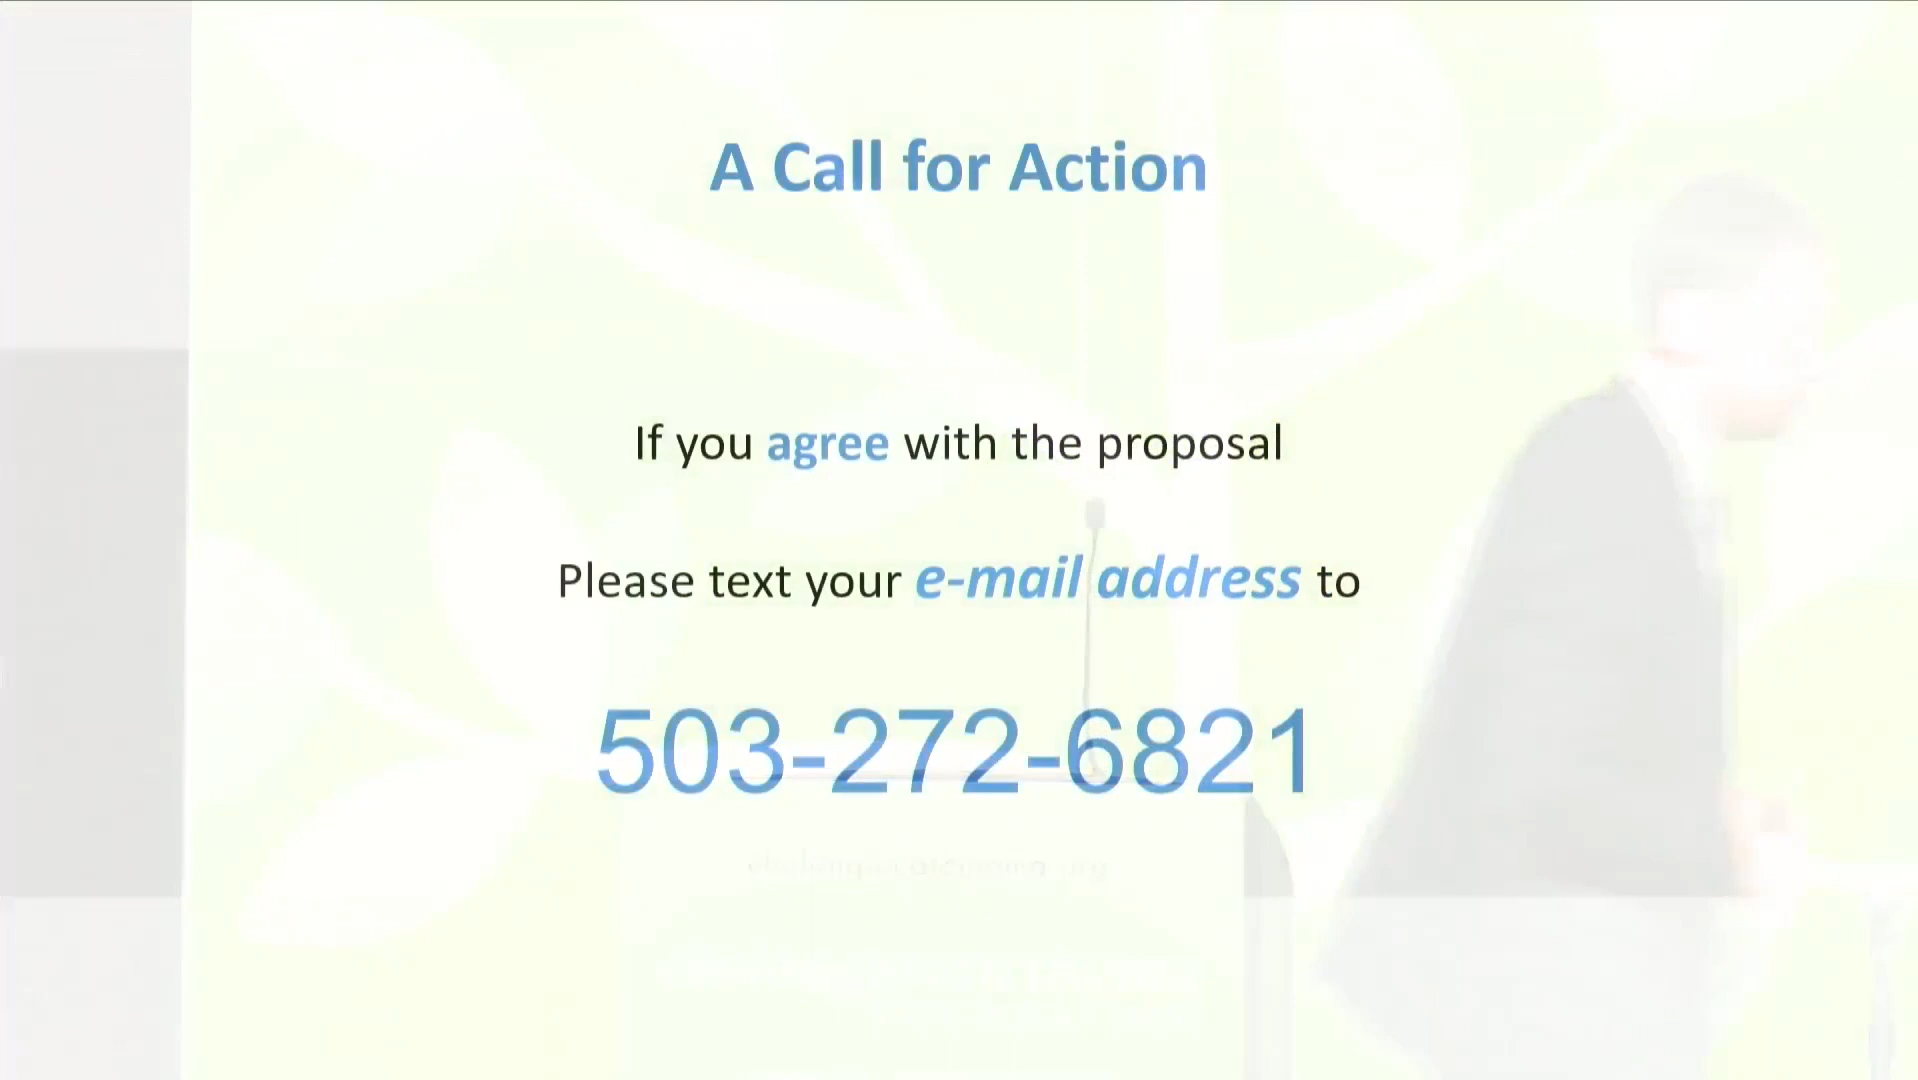 A Call for Action
If you agree with the proposal
Please text your e-mail address to
503-272-6821